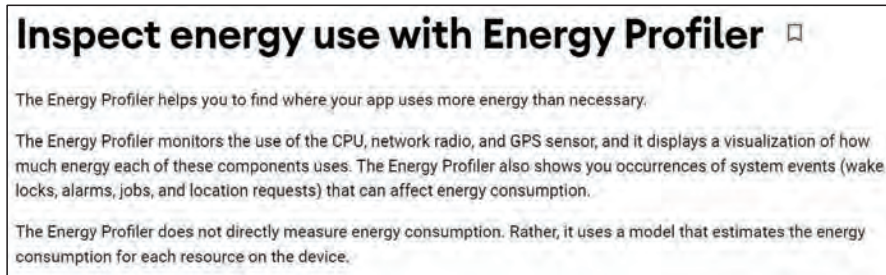 Inspect energy use with Energy Profiler
The Energy Profiler helps you to find where your app uses more energy than necessary.
The Energy Profiler monitors the use of the CPU, network radio, and GPS sensor, and it displays a visualization of how
much energy each of these components uses. The Energy Profiler also shows you occurrences of system events (wake
locks, alarms, jobs, and location requests) that can affect energy consumption.
The Energy Profiler does not directly measure energy consumption. Rather, it uses a model that estimates the energy
consumption for each resource on the device.